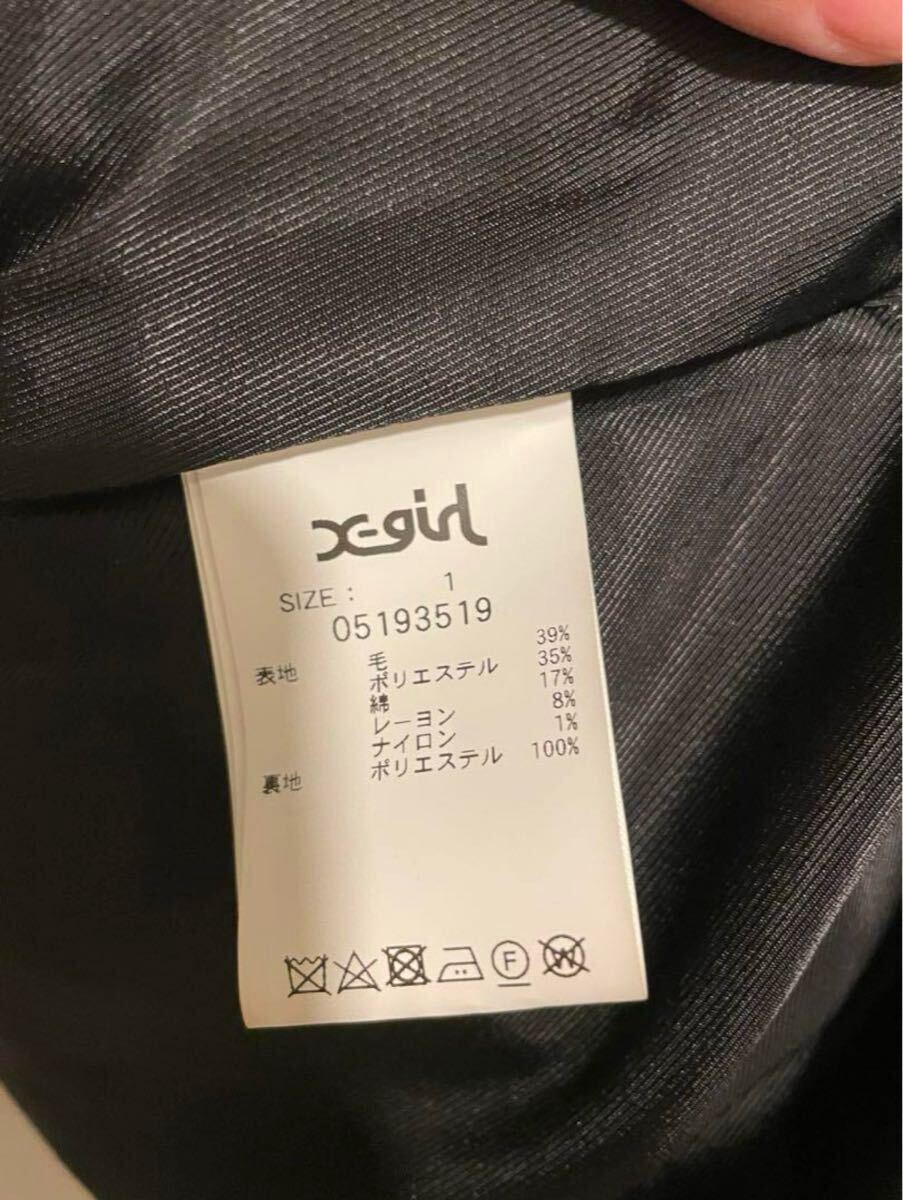 X-girl
SIZE : 1
05193519
表地 毛 39%
ポリエステル 35%
綿 17%
レーヨン 8%
ナイロン 1%
裏地 ポリエステル 100%
F W